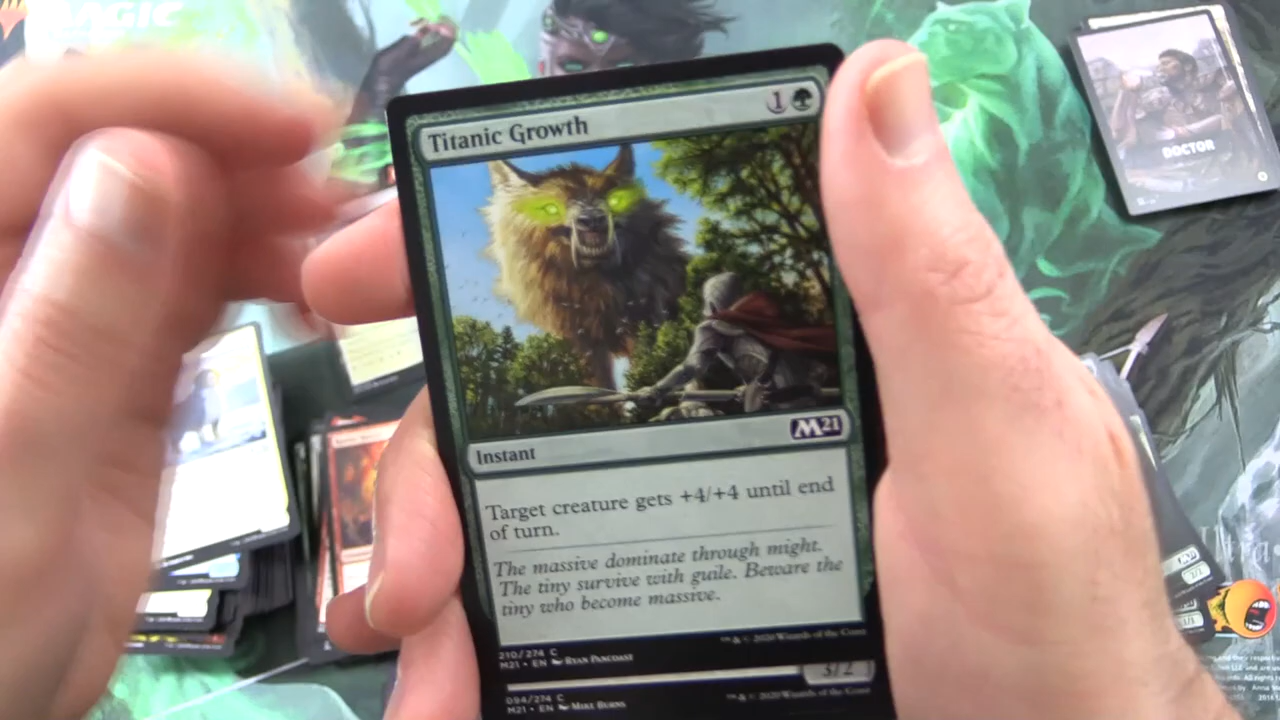 MAGIC
DOCTOR
Titanic Growth
1
M21
Instant
Target creature gets +4/+4 until end
of turn.
The massive dominate through might.
The tiny survive with guile. Beware the
tiny who become massive.
210/274 C
M21 • EN RYAN PANCOAST
™ & © 2020 Wizards of the Coast
3/2
094/274 C
M21 • EN MIKE BURNS
™ & © 2020 Wizards of the Coast